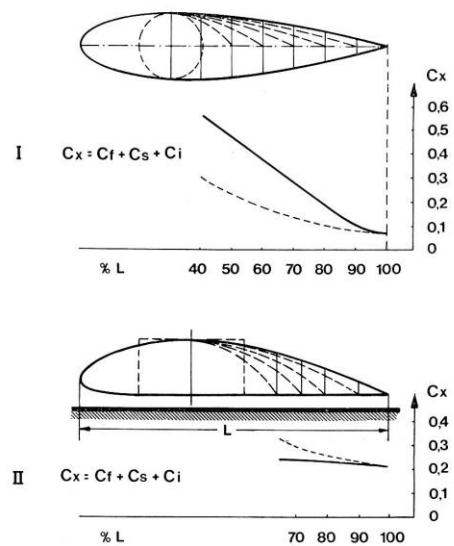 Cx
0,6
0,5
0,4
0,3
0,2
0,1
0
I Cx = Cf + Cs + Ci
% L 40 50 60 70 80 90 100
Cx
0,4
0,3
0,2
0,1
0
L
II Cx = Cf + Cs + Ci
% L 70 80 90 100